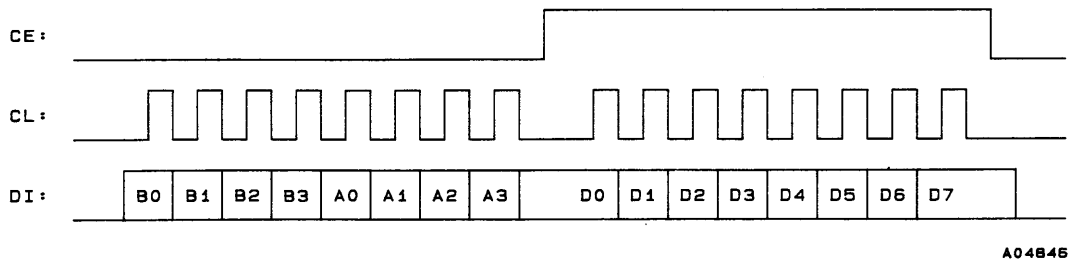 CE:
CL:
DI: B0 B1 B2 B3 A0 A1 A2 A3 D0 D1 D2 D3 D4 D5 D6 D7
A04846